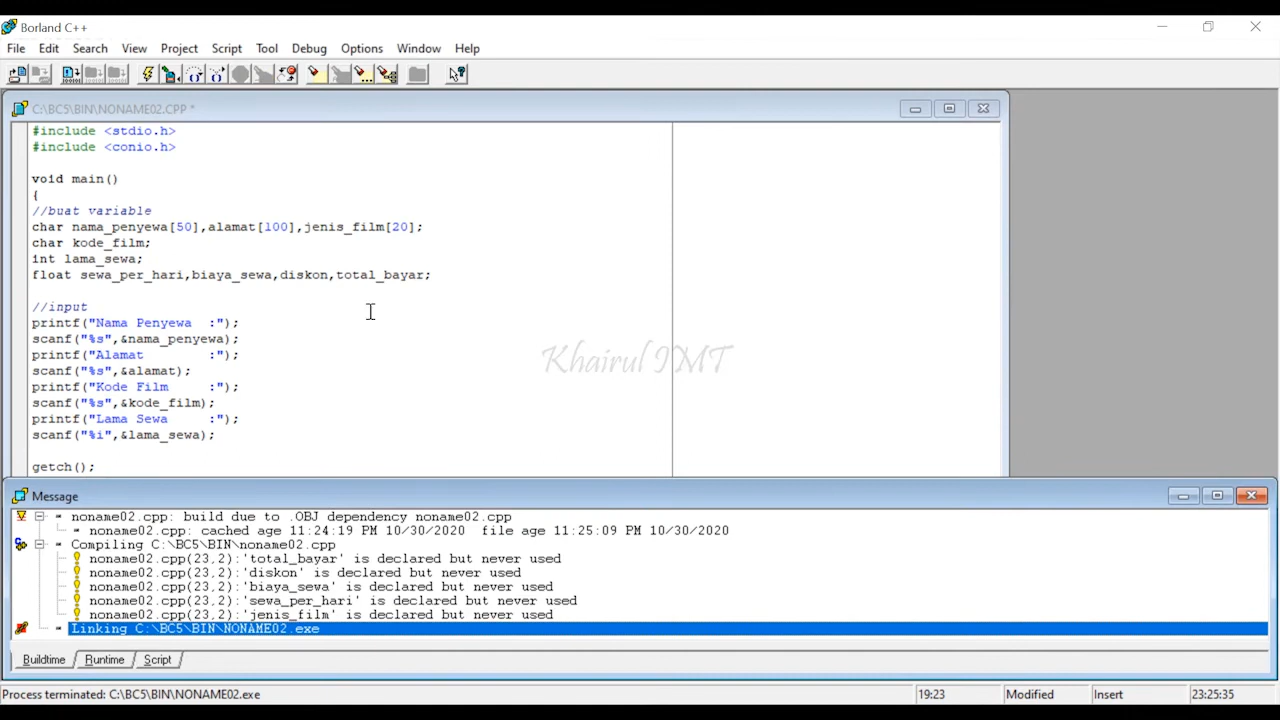 Borland C++
File Edit Search View Project Script Tool Debug Options Window Help
C:\BC5\BIN\NONAME02.CPP *
#include <stdio.h>
#include <conio.h>
void main()
{
//buat variable
char nama_penyewa[50],alamat[100],jenis_film[20];
char kode_film;
int lama_sewa;
float sewa_per_hari,biaya_sewa,diskon,total_bayar;
//input
printf("Nama Penyewa  :");
scanf("%s",&nama_penyewa);
printf("Alamat        :");
scanf("%s",&alamat);
printf("Kode Film     :");
scanf("%s",&kode_film);
printf("Lama Sewa     :");
scanf("%i",&lama_sewa);
getch();
Khairul IMT
Message
noname02.cpp: build due to .OBJ dependency noname02.cpp
noname02.cpp: cached age 11:24:19 PM 10/30/2020  file age 11:25:09 PM 10/30/2020
Compiling C:\BC5\BIN\noname02.cpp
noname02.cpp(23,2):'total_bayar' is declared but never used
noname02.cpp(23,2):'diskon' is declared but never used
noname02.cpp(23,2):'biaya_sewa' is declared but never used
noname02.cpp(23,2):'sewa_per_hari' is declared but never used
noname02.cpp(23,2):'jenis_film' is declared but never used
Linking C:\BC5\BIN\NONAME02.exe
Buildtime Runtime Script
Process terminated: C:\BC5\BIN\NONAME02.exe 19:23 Modified Insert 23:25:35